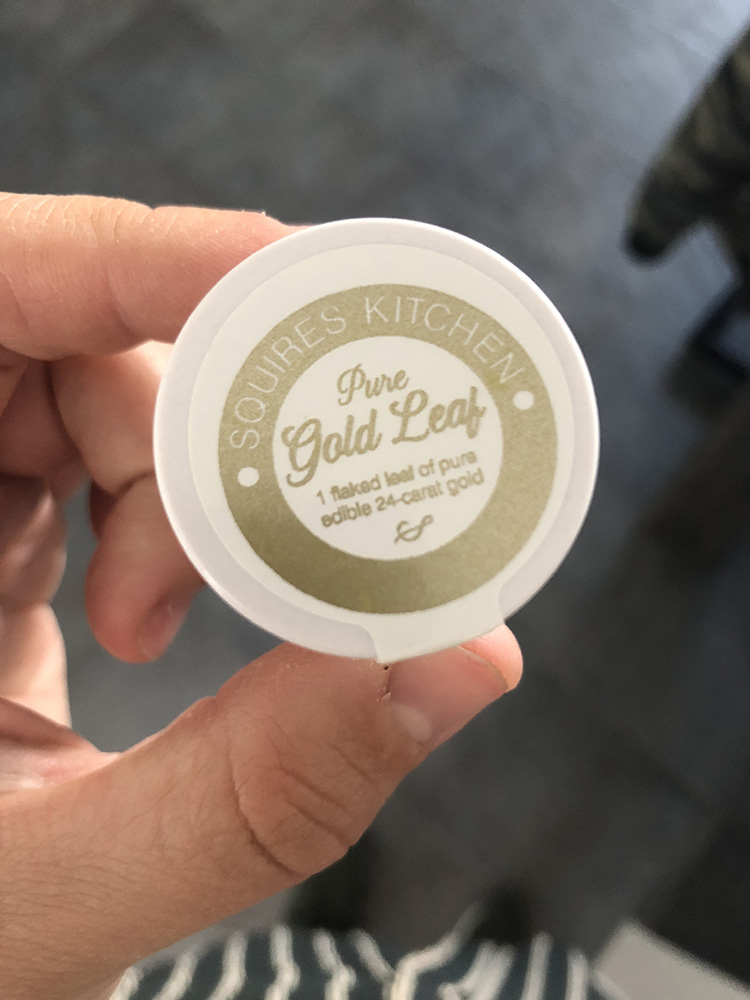 SQUIRES KITCHEN
Pure
Gold Leaf
1 flaked leaf of pure
edible 24-carat gold